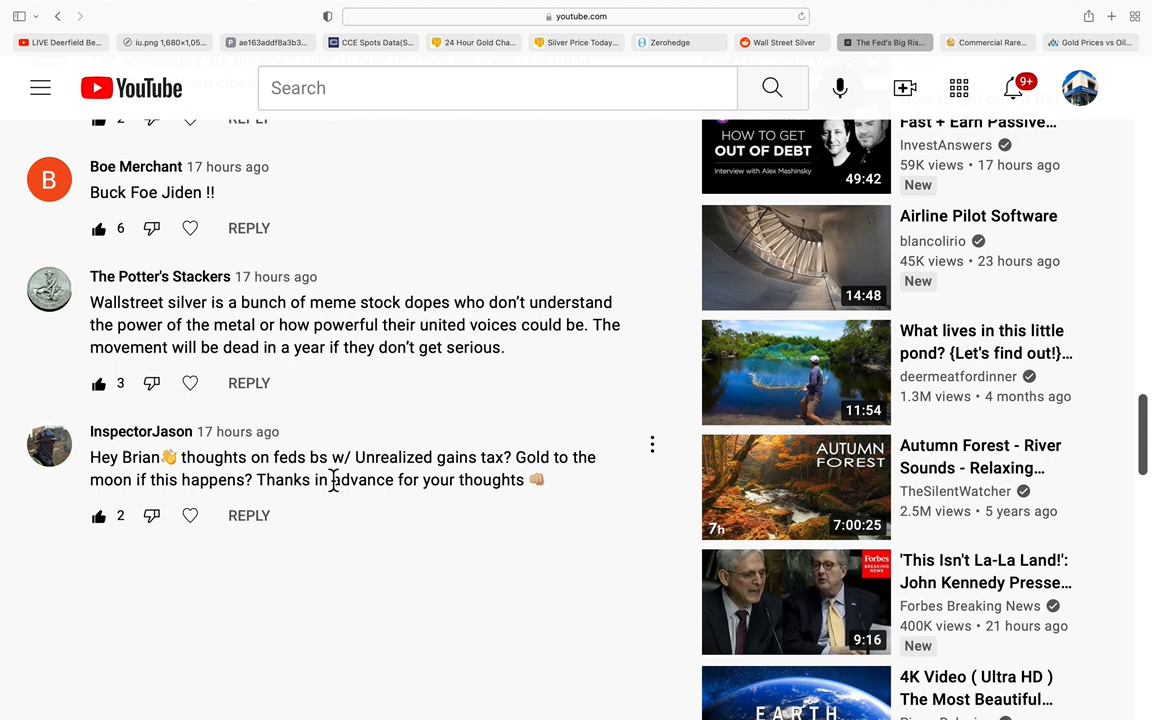 youtube.com
LIVE Deerfield Be...
iu.png 1,680×1,05...
ae163addf8a3b3...
CCE Spots Data(S...
24 Hour Gold Cha...
Silver Price Today...
Zerohedge
Wall Street Silver
The Fed's Big Ris...
Commercial Rare...
Gold Prices vs Oil...
YouTube
Search
9+
2
REPLY
B
Boe Merchant 17 hours ago
Buck Foe Jiden !!
6
REPLY
The Potter's Stackers 17 hours ago
Wallstreet silver is a bunch of meme stock dopes who don't understand
the power of the metal or how powerful their united voices could be. The
movement will be dead in a year if they don't get serious.
3
REPLY
InspectorJason 17 hours ago
Hey Brian👋 thoughts on feds bs w/ Unrealized gains tax? Gold to the
moon if this happens? Thanks in advance for your thoughts 👊🏼
2
REPLY
HOW TO GET
OUT OF DEBT
Interview with Alex Mashinsky
49:42
Fast + Earn Passive...
InvestAnswers
59K views • 17 hours ago
New
14:48
Airline Pilot Software
blancolirio
45K views • 23 hours ago
New
11:54
What lives in this little
pond? {Let's find out!}...
deermeatfordinner
1.3M views • 4 months ago
AUTUMN
FOREST
7h
7:00:25
Autumn Forest - River
Sounds - Relaxing...
TheSilentWatcher
2.5M views • 5 years ago
Forbes
BREAKING
NEWS
9:16
'This Isn't La-La Land!':
John Kennedy Presse...
Forbes Breaking News
400K views • 21 hours ago
New
EARTH
4K Video ( Ultra HD )
The Most Beautiful...